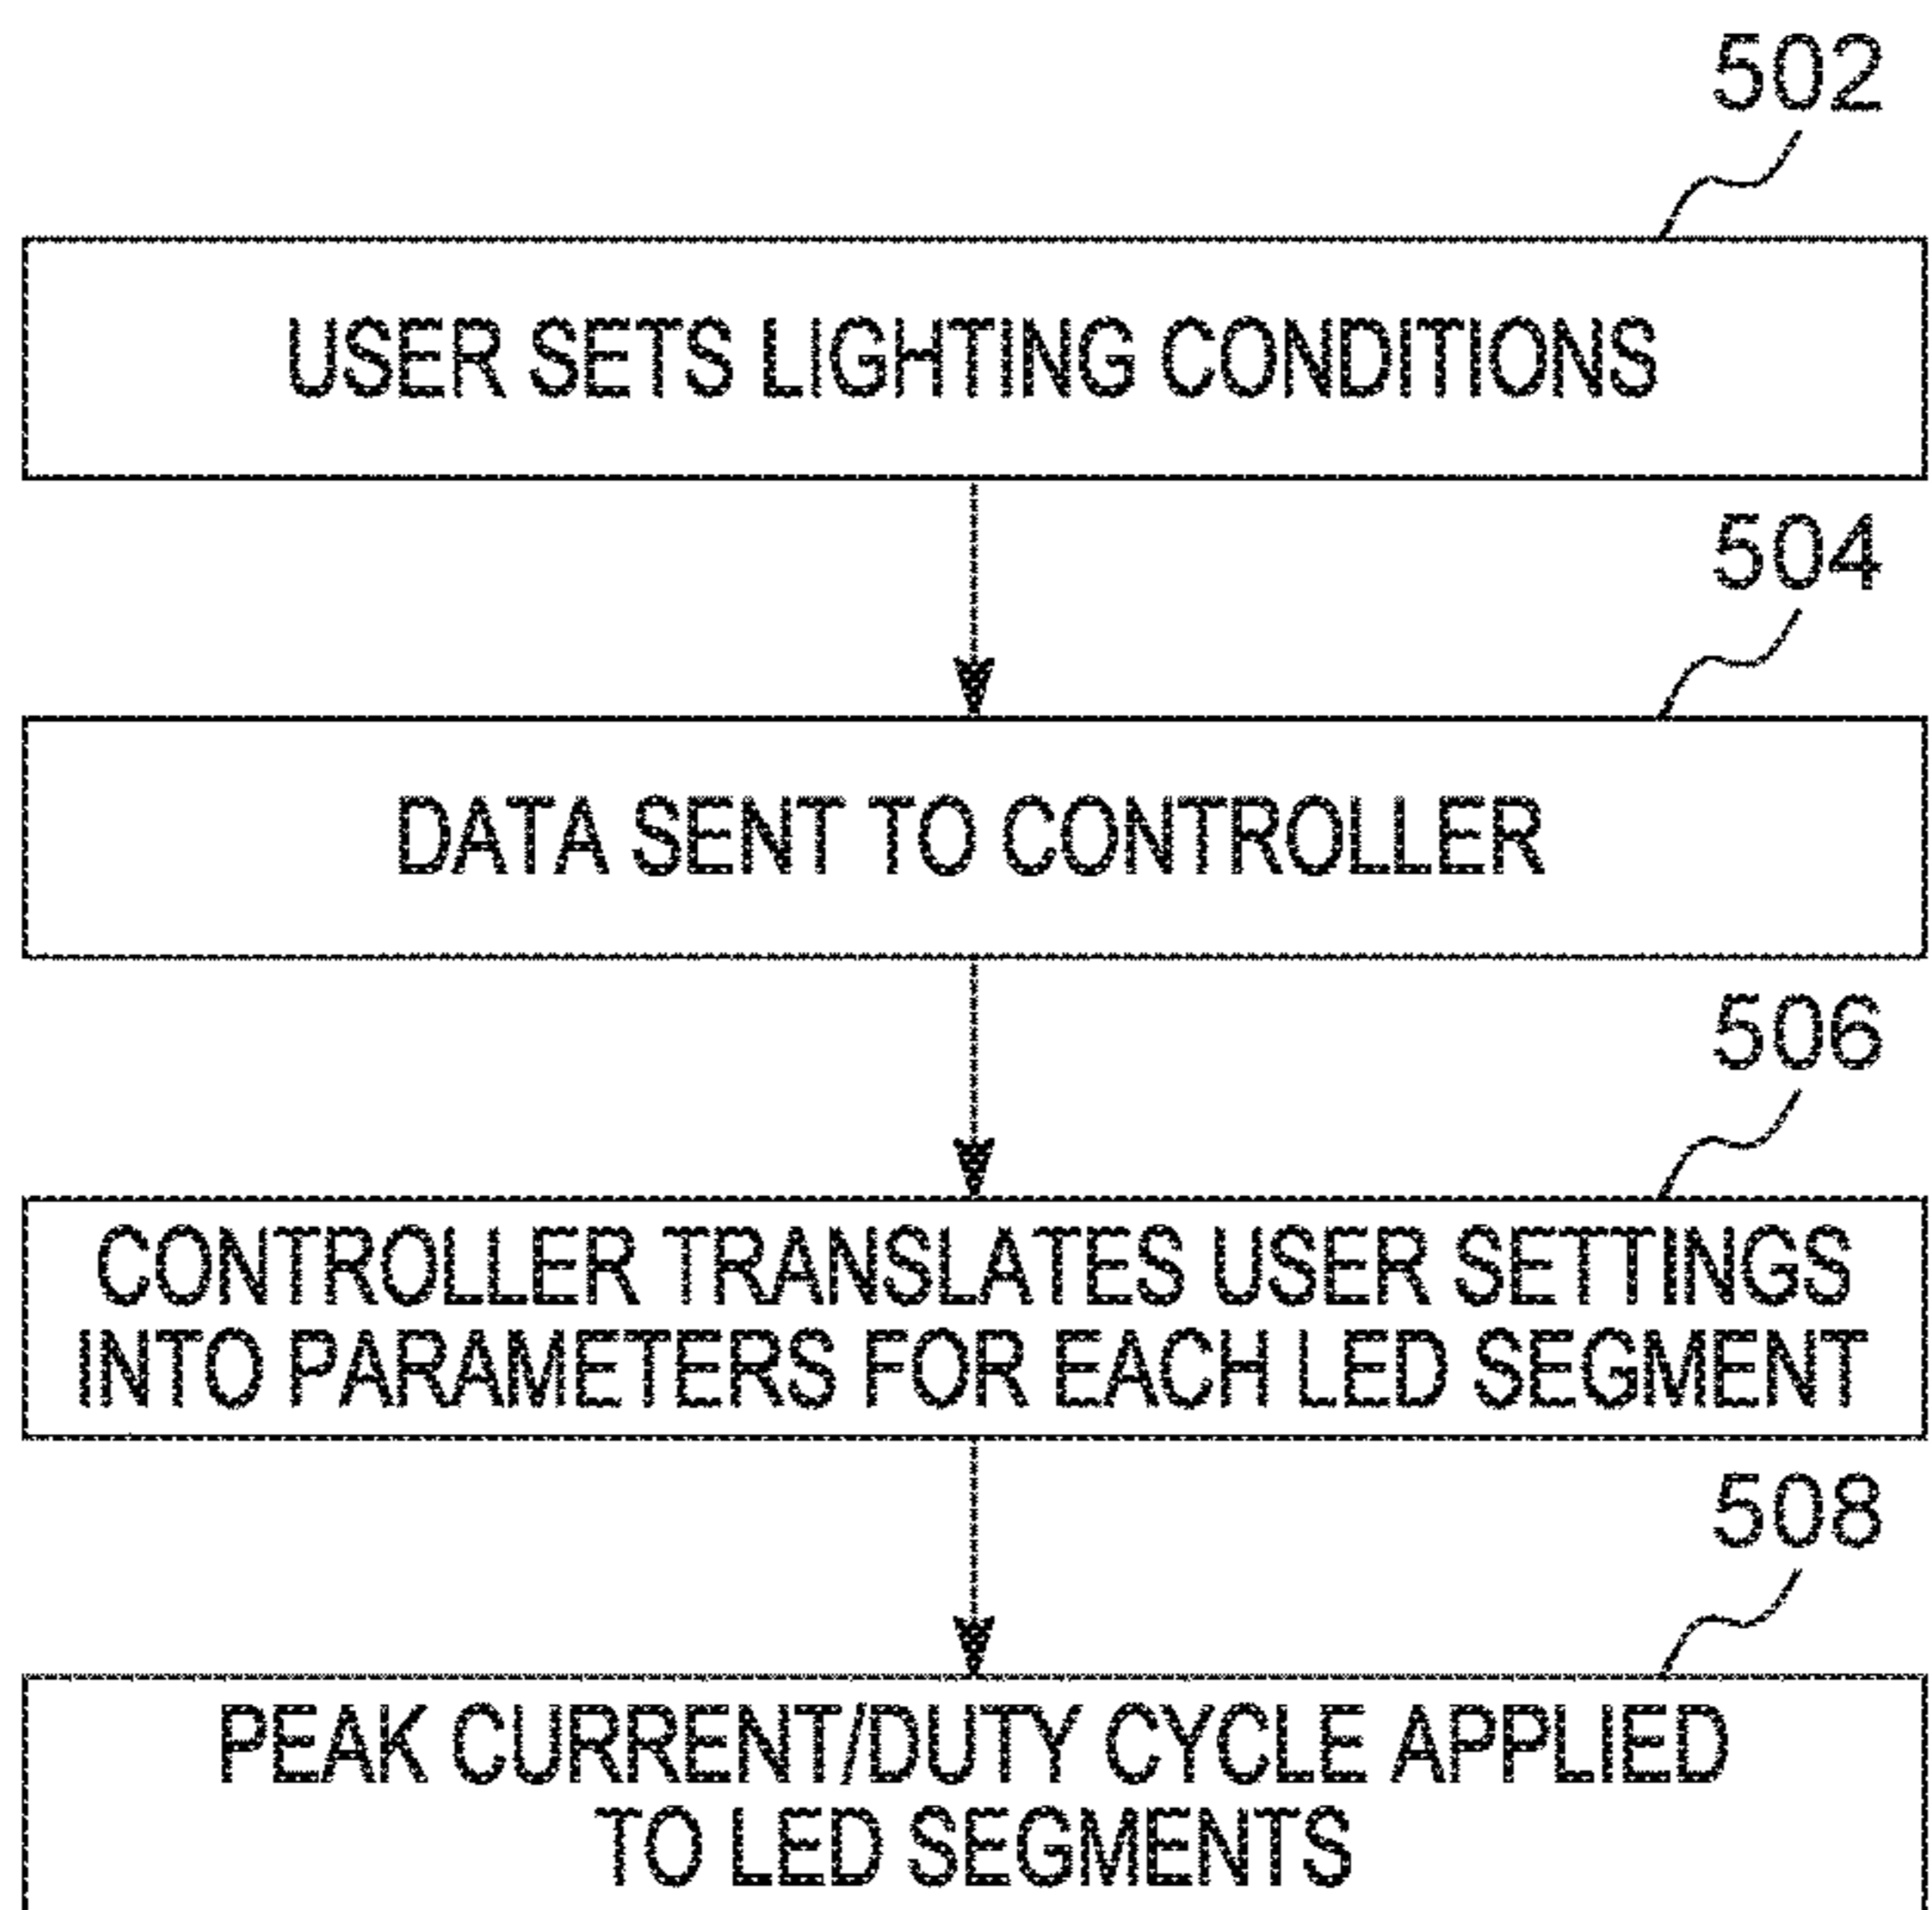 502
USER SETS LIGHTING CONDITIONS
504
DATA SENT TO CONTROLLER
506
CONTROLLER TRANSLATES USER SETTINGS
INTO PARAMETERS FOR EACH LED SEGMENT
508
PEAK CURRENT/DUTY CYCLE APPLIED
TO LED SEGMENTS